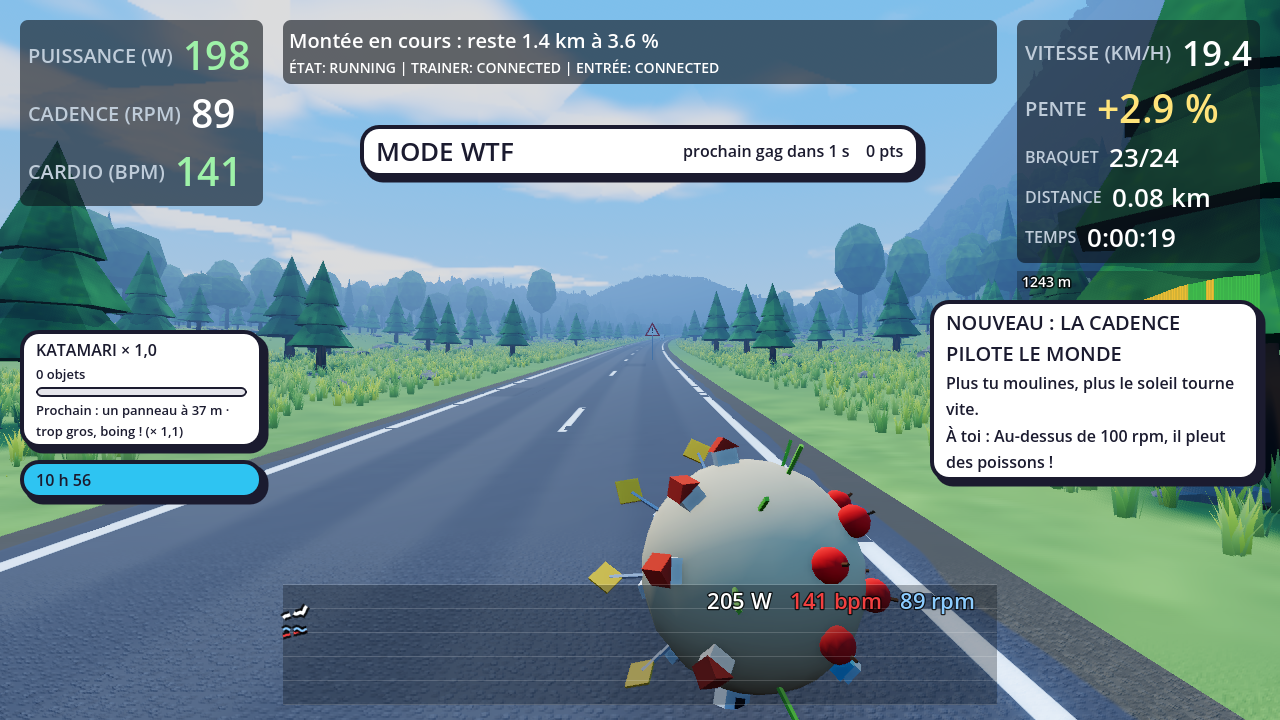 PUISSANCE (W) 198
CADENCE (RPM) 89
CARDIO (BPM) 141
Montée en cours : reste 1.4 km à 3.6 %
ÉTAT: RUNNING | TRAINER: CONNECTED | ENTRÉE: CONNECTED
MODE WTF prochain gag dans 1 s 0 pts
VITESSE (KM/H) 19.4
PENTE +2.9 %
BRAQUET 23/24
DISTANCE 0.08 km
TEMPS 0:00:19
1243 m
KATAMARI × 1,0
0 objets
Prochain : un panneau à 37 m ·
trop gros, boing ! (× 1,1)
10 h 56
NOUVEAU : LA CADENCE
PILOTE LE MONDE
Plus tu moulines, plus le soleil tourne
vite.
À toi : Au-dessus de 100 rpm, il pleut
des poissons !
205 W 141 bpm 89 rpm